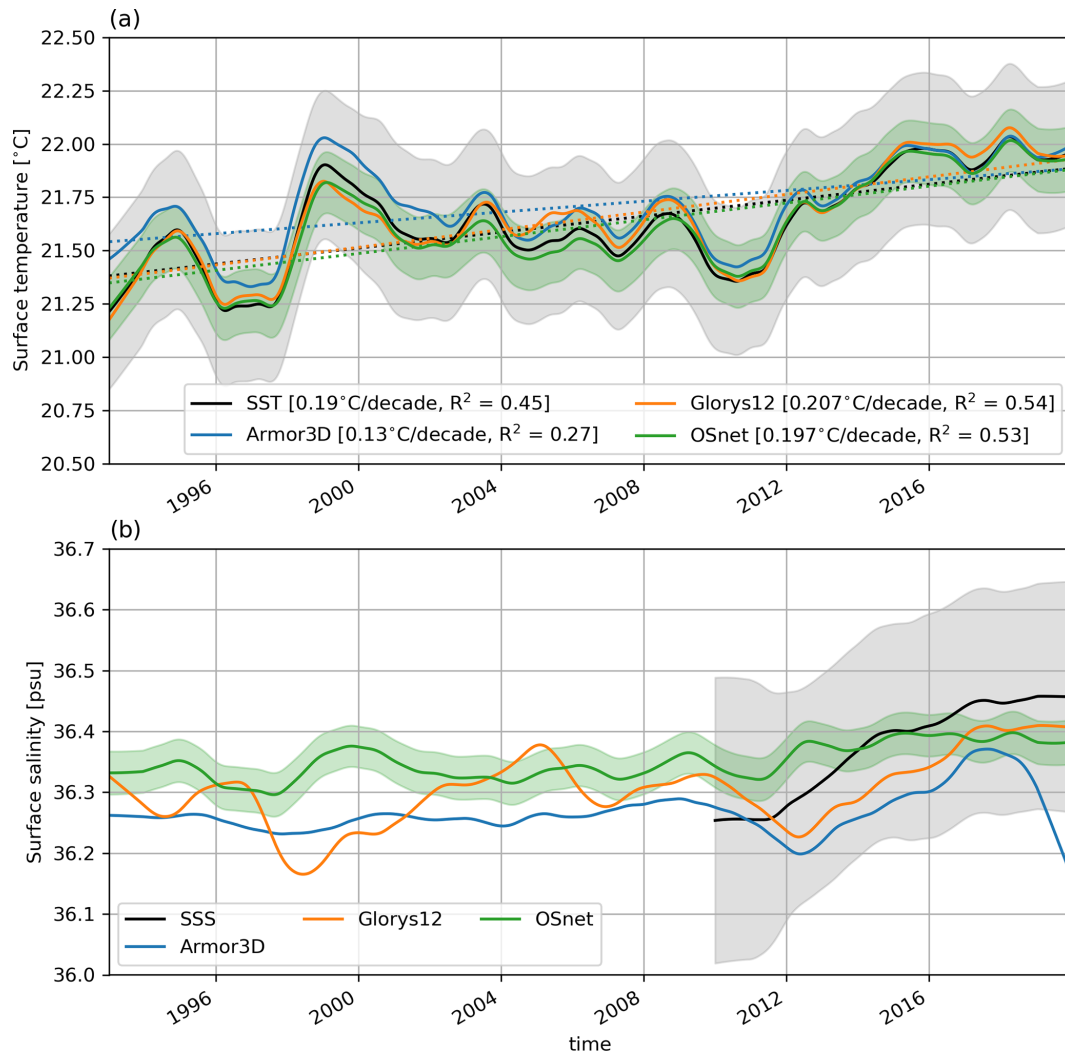 (a)
Surface temperature [°C]
22.50
22.25
22.00
21.75
21.50
21.25
21.00
20.75
20.50
SST [0.19°C/decade, R² = 0.45]
Armor3D [0.13°C/decade, R² = 0.27]
Glorys12 [0.207°C/decade, R² = 0.54]
OSnet [0.197°C/decade, R² = 0.53]
1996
2000
2004
2008
2012
2016
(b)
Surface salinity [psu]
36.7
36.6
36.5
36.4
36.3
36.2
36.1
36.0
SSS
Armor3D
Glorys12
OSnet
1996
2000
2004
2008
2012
2016
time